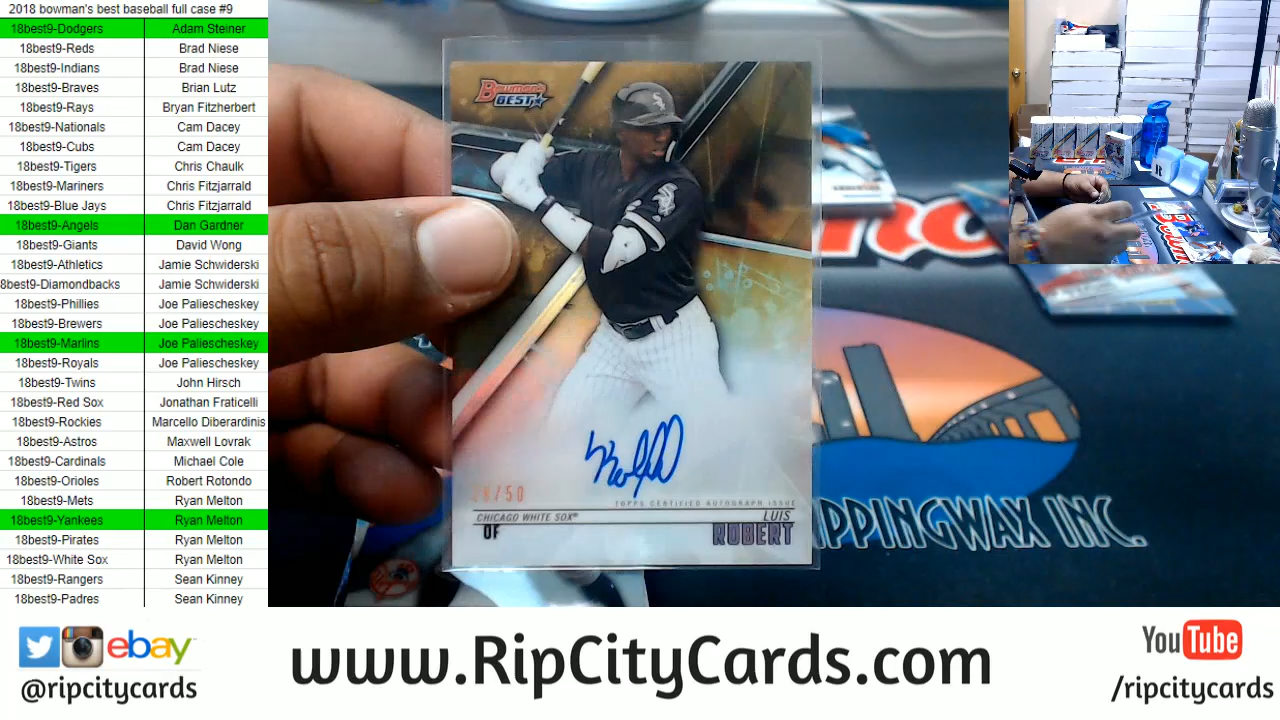 2018 bowman's best baseball full case #9
18best9-Dodgers Adam Steiner
18best9-Reds Brad Niese
18best9-Indians Brad Niese
18best9-Braves Brian Lutz
18best9-Rays Bryan Fitzherbert
18best9-Nationals Cam Dacey
18best9-Cubs Cam Dacey
18best9-Tigers Chris Chaulk
18best9-Mariners Chris Fitzjarrald
18best9-Blue Jays Chris Fitzjarrald
18best9-Angels Dan Gardner
18best9-Giants David Wong
18best9-Athletics Jamie Schwiderski
8best9-Diamondbacks Jamie Schwiderski
18best9-Phillies Joe Paliescheskey
18best9-Brewers Joe Paliescheskey
18best9-Marlins Joe Paliescheskey
18best9-Royals Joe Paliescheskey
18best9-Twins John Hirsch
18best9-Red Sox Jonathan Fraticelli
18best9-Rockies Marcello Diberardinis
18best9-Astros Maxwell Lovrak
18best9-Cardinals Michael Cole
18best9-Orioles Robert Rotondo
18best9-Mets Ryan Melton
18best9-Yankees Ryan Melton
18best9-Pirates Ryan Melton
18best9-White Sox Ryan Melton
18best9-Rangers Sean Kinney
18best9-Padres Sean Kinney
Bowman's
BEST
/50
TOPPS CERTIFIED AUTOGRAPH ISSUE
CHICAGO WHITE SOX®
LUIS
OF
ROBERT
PPINGWAX INC.
ebay
@ripcitycards
www.RipCityCards.com
YouTube
/ripcitycards